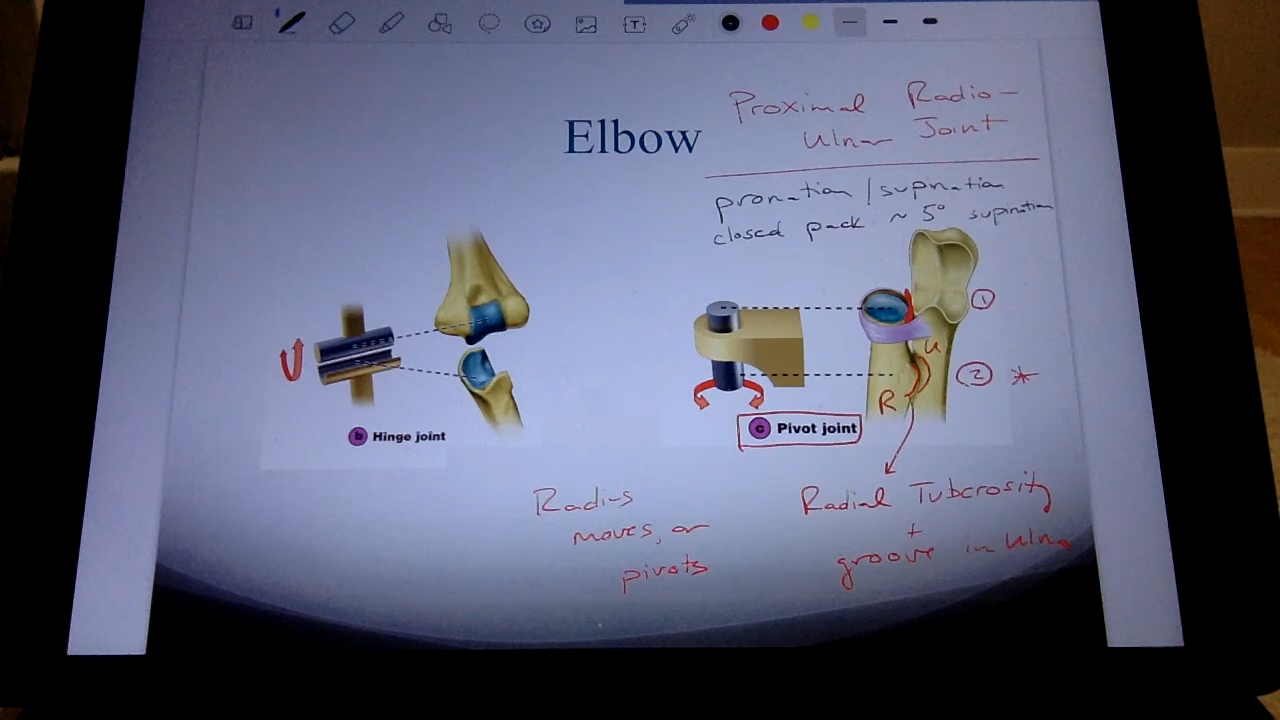 Elbow
Proximal Radio-
Ulnar Joint
pronation / supination
closed pack ~ 5° supination
1
U
2 *
R
b Hinge joint
c Pivot joint
Radius
moves, or
pivots
Radial Tuberosity
+
groove in Ulna
T